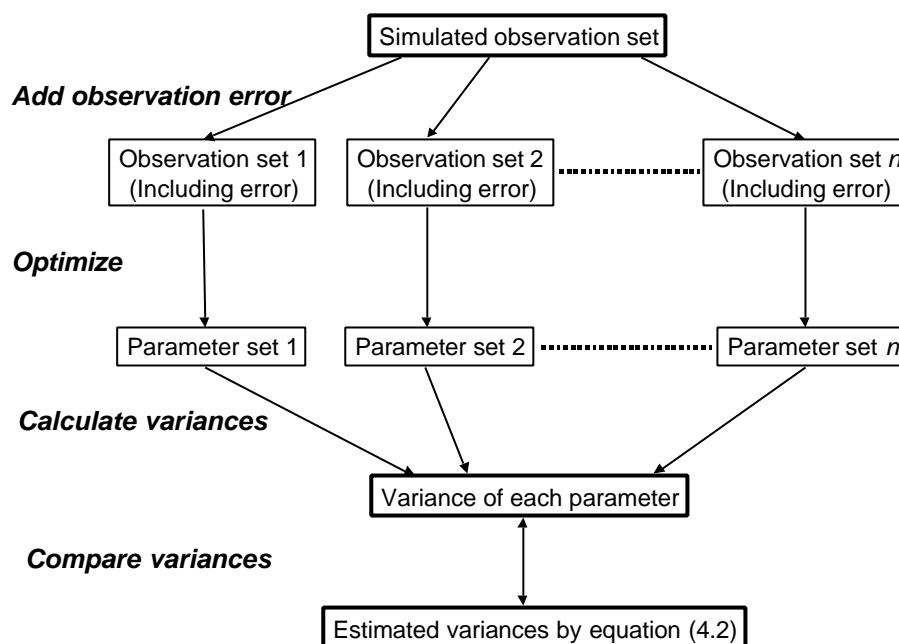 Simulated observation set
Add observation error
Observation set 1
(Including error)
Observation set 2
(Including error)
Observation set n
(Including error)
Optimize
Parameter set 1
Parameter set 2
Parameter set n
Calculate variances
Variance of each parameter
Compare variances
Estimated variances by equation (4.2)